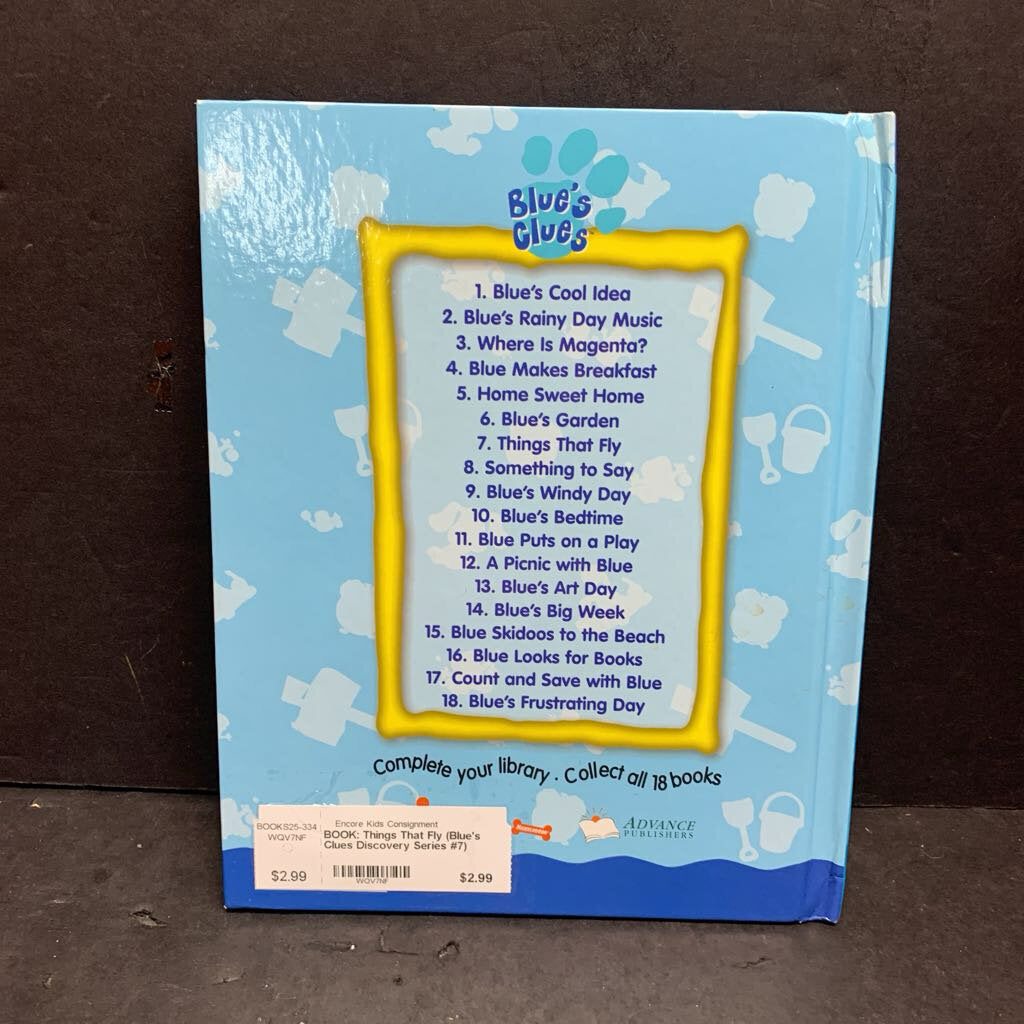 Blue's
Clues
1. Blue's Cool Idea
2. Blue's Rainy Day Music
3. Where Is Magenta?
4. Blue Makes Breakfast
5. Home Sweet Home
6. Blue's Garden
7. Things That Fly
8. Something to Say
9. Blue's Windy Day
10. Blue's Bedtime
11. Blue Puts on a Play
12. A Picnic with Blue
13. Blue's Art Day
14. Blue's Big Week
15. Blue Skidoos to the Beach
16. Blue Looks for Books
17. Count and Save with Blue
18. Blue's Frustrating Day
Complete your library . Collect all 18 books
NICKELODEON
ADVANCE
PUBLISHERS
BOOKS25-334
WQV7NF
$2.99
Encore Kids Consignment
BOOK: Things That Fly (Blue's
Clues Discovery Series #7)
WQV7NF
$2.99